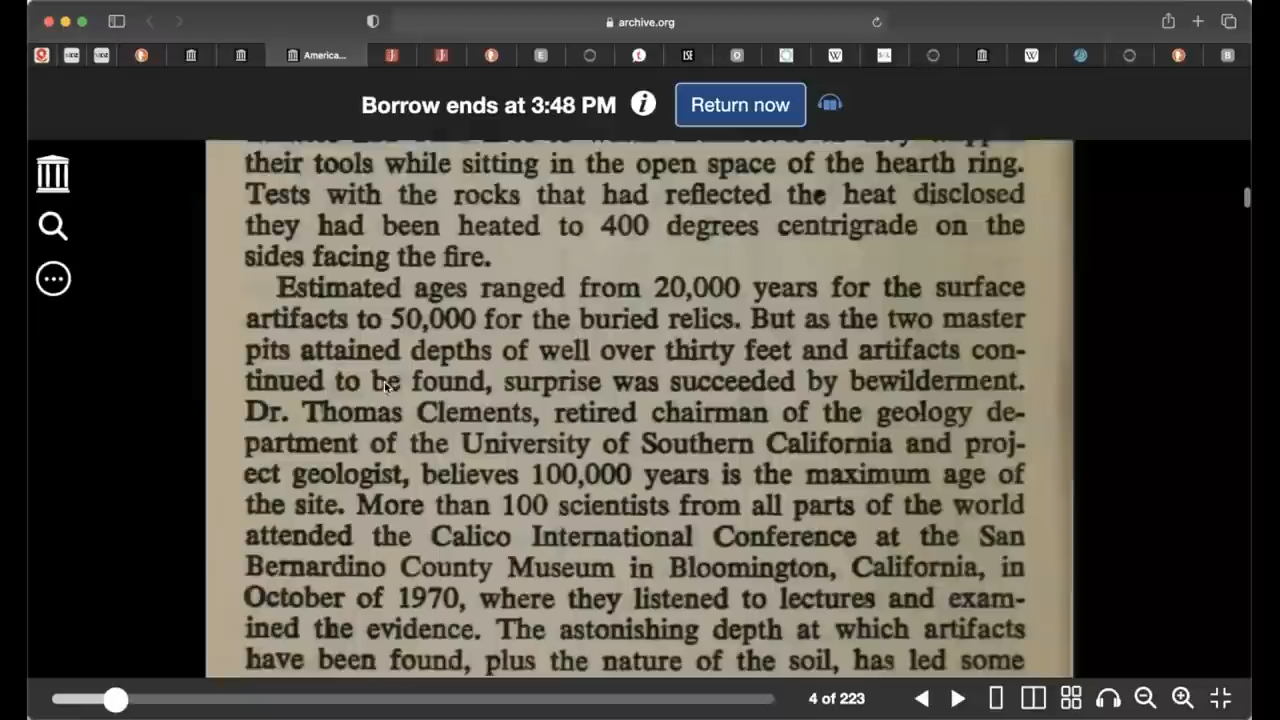 archive.org
America...
Borrow ends at 3:48 PM
Return now
their tools while sitting in the open space of the hearth ring.
Tests with the rocks that had reflected the heat disclosed
they had been heated to 400 degrees centigrade on the
sides facing the fire.
Estimated ages ranged from 20,000 years for the surface
artifacts to 50,000 for the buried relics. But as the two master
pits attained depths of well over thirty feet and artifacts con-
tinued to be found, surprise was succeeded by bewilderment.
Dr. Thomas Clements, retired chairman of the geology de-
partment of the University of Southern California and proj-
ect geologist, believes 100,000 years is the maximum age of
the site. More than 100 scientists from all parts of the world
attended the Calico International Conference at the San
Bernardino County Museum in Bloomington, California, in
October of 1970, where they listened to lectures and exam-
ined the evidence. The astonishing depth at which artifacts
have been found, plus the nature of the soil, has led some
4 of 223